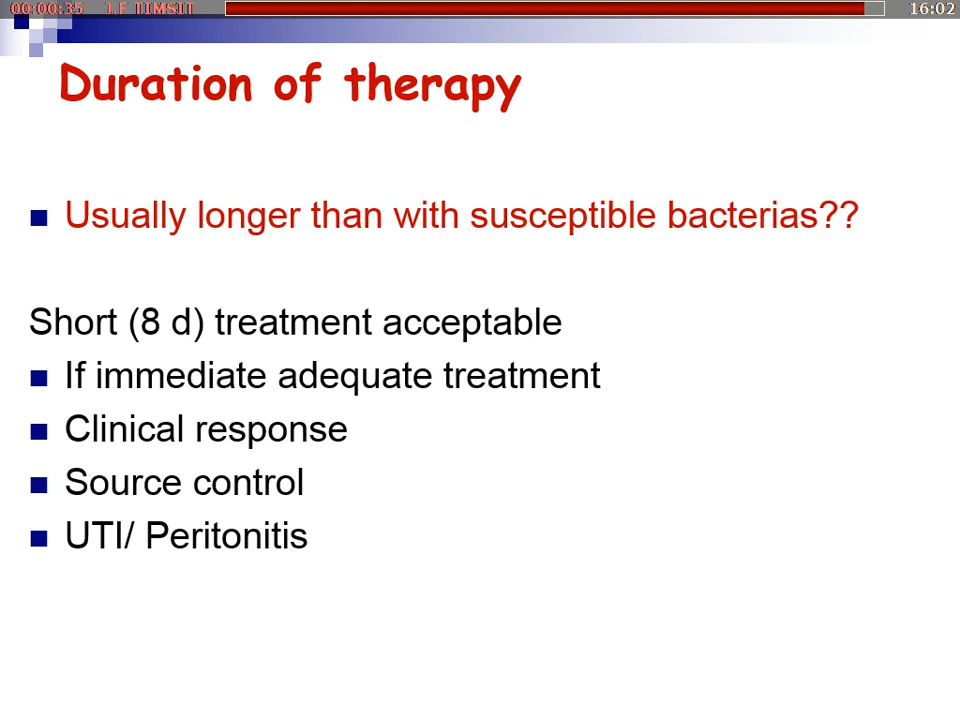 00:00:35 J.F TIMSIT 16:02
Duration of therapy
Usually longer than with susceptible bacterias??
Short (8 d) treatment acceptable
If immediate adequate treatment
Clinical response
Source control
UTI/ Peritonitis